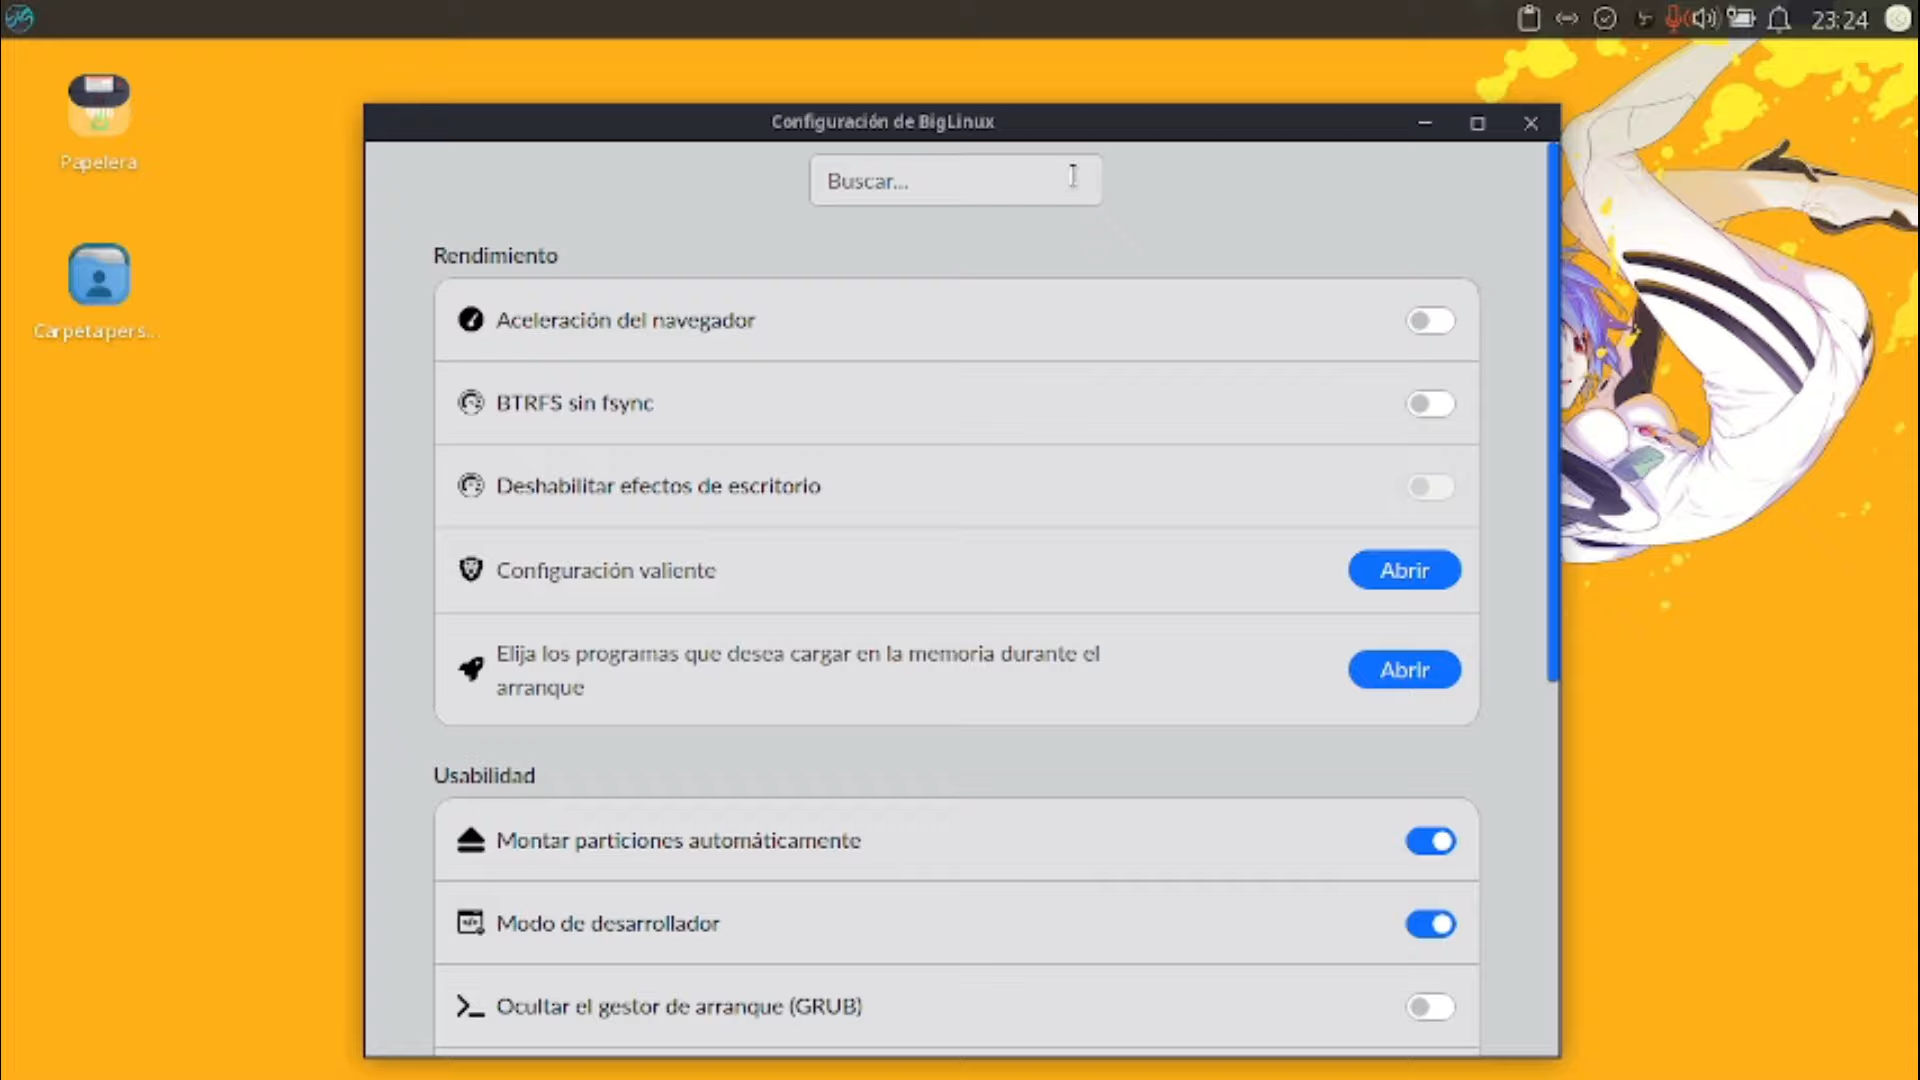 23:24
Papelera
Carpeta pers...
Configuración de BigLinux
Buscar...
Rendimiento
Aceleración del navegador
BTRFS sin fsync
Deshabilitar efectos de escritorio
Configuración valiente
Abrir
Elija los programas que desea cargar en la memoria durante el
arranque
Abrir
Usabilidad
Montar particiones automáticamente
Modo de desarrollador
Ocultar el gestor de arranque (GRUB)